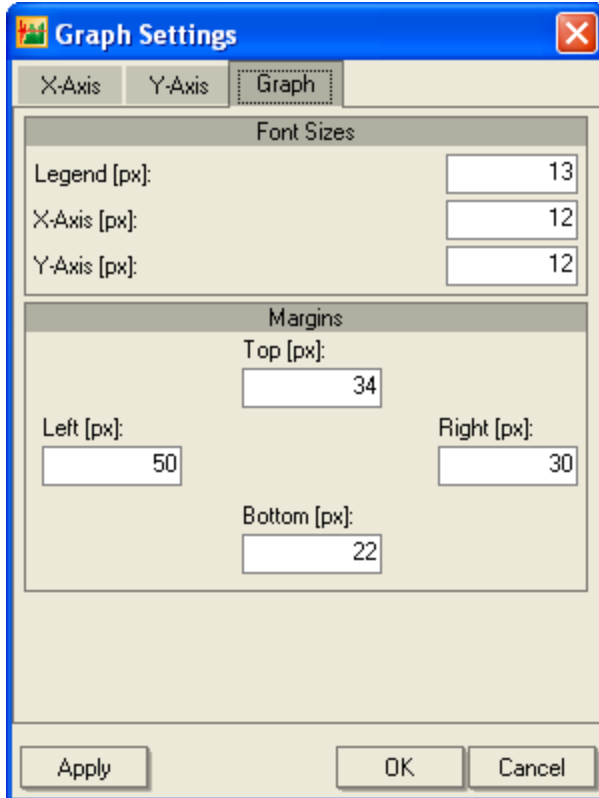 Graph Settings
X-Axis Y-Axis Graph
Font Sizes
Legend [px]: 13
X-Axis [px]: 12
Y-Axis [px]: 12
Margins
Top [px]:
34
Left [px]: Right [px]:
50 30
Bottom [px]:
22
Apply OK Cancel